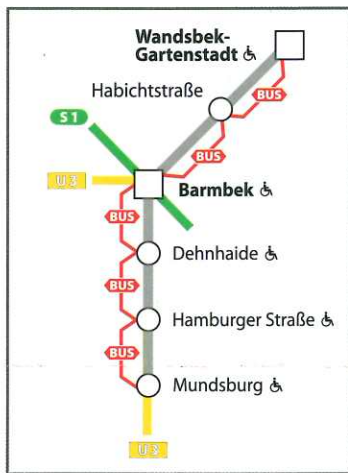 Wandsbek-
Gartenstadt
Habichtstraße
BUS
S1
BUS
U3
Barmbek
BUS
Dehnhaide
BUS
Hamburger Straße
BUS
Mundsburg
U3